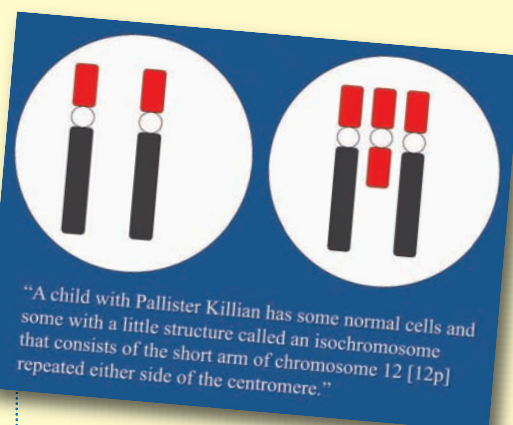 “A child with Pallister Killian has some normal cells and
some with a little structure called an isochromosome
that consists of the short arm of chromosome 12 [12p]
repeated either side of the centromere.”